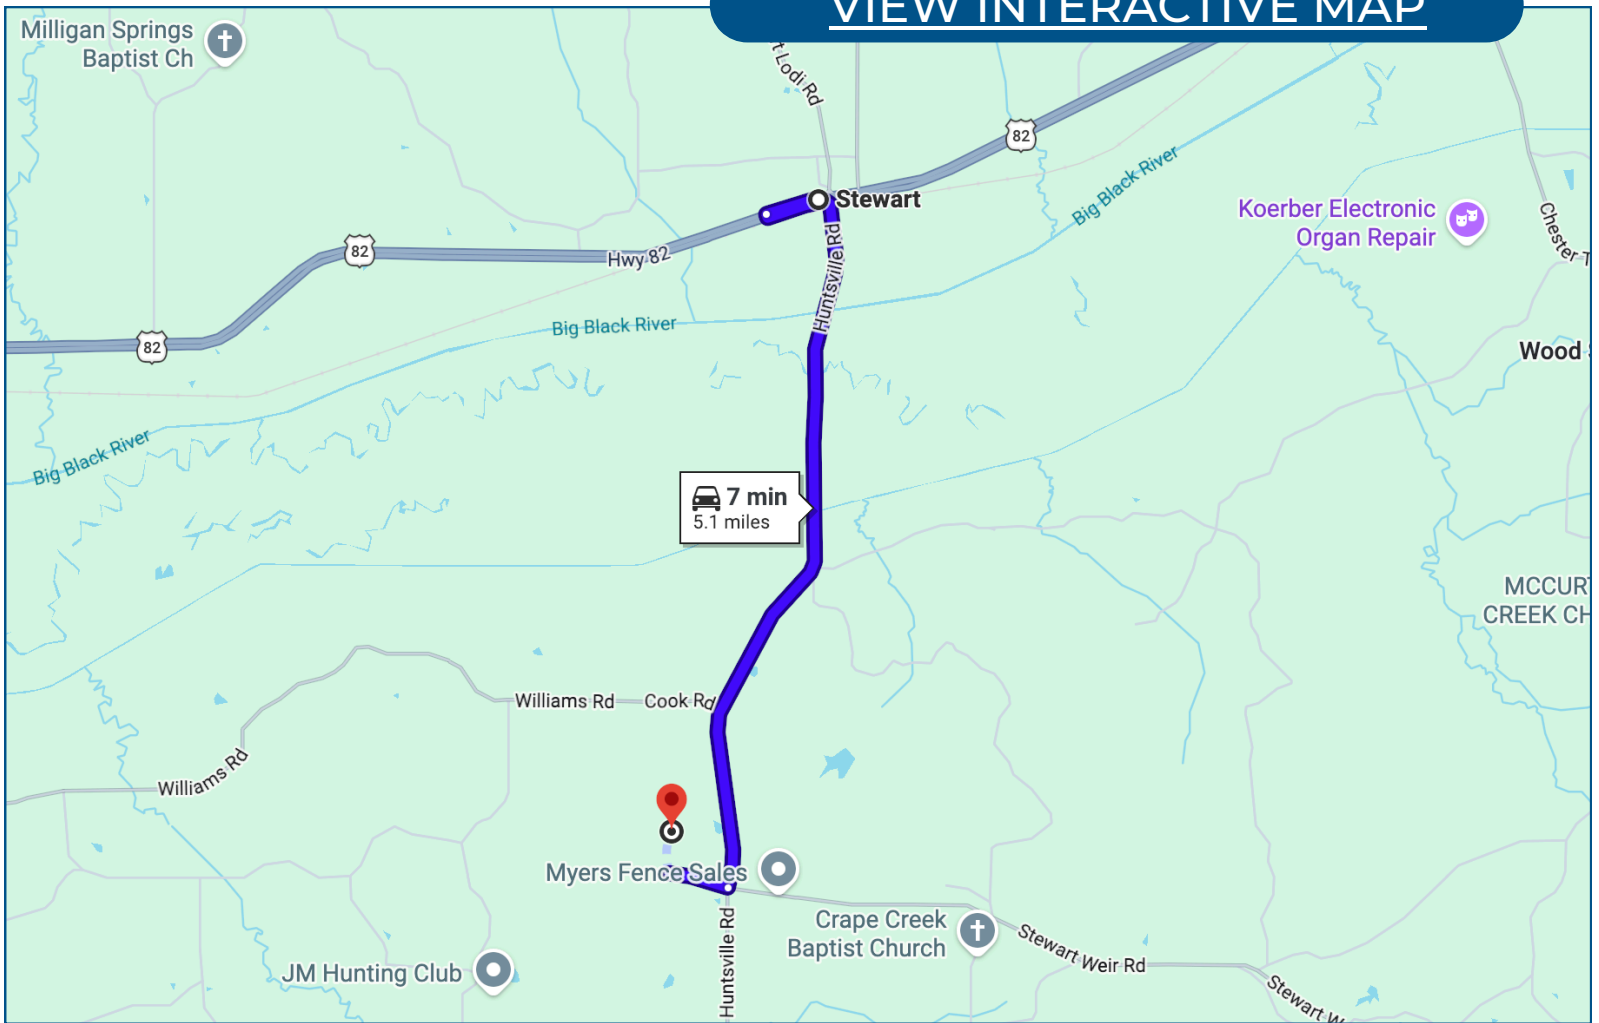 VIEW INTERACTIVE MAP
Milligan Springs
Baptist Ch
t Lodi Rd
82
Big Black River
Stewart
Koerber Electronic
Organ Repair
Chester T
82
Hwy 82
Huntsville Rd
82
Big Black River
Wood
Big Black River
7 min
5.1 miles
MCCUR
CREEK CH
Williams Rd
Cook Rd
Williams Rd
Myers Fence Sales
Crape Creek
Baptist Church
Huntsville Rd
Stewart Weir Rd
JM Hunting Club
Stewart W